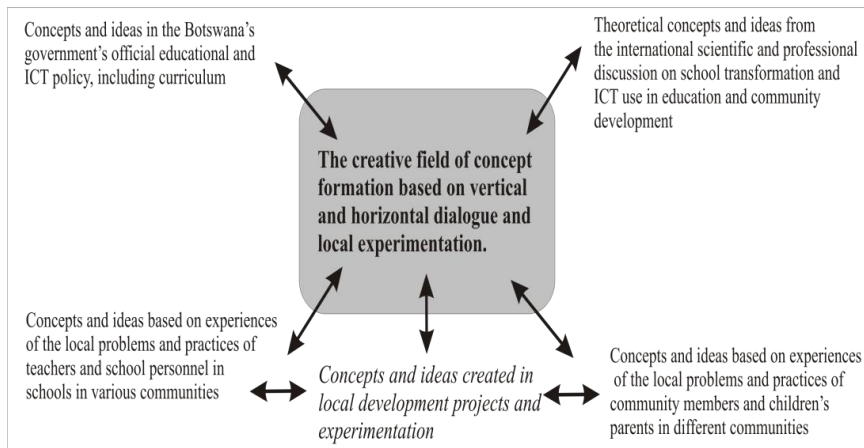 Concepts and ideas in the Botswana's
government's official educational and
ICT policy, including curriculum
Theoretical concepts and ideas from
the international scientific and professional
discussion on school transformation and
ICT use in education and community
development
The creative field of concept
formation based on vertical
and horizontal dialogue and
local experimentation.
Concepts and ideas based on experiences
of the local problems and practices of
teachers and school personnel in
schools in various communities
Concepts and ideas created in
local development projects and
experimentation
Concepts and ideas based on experiences
of the local problems and practices of
community members and children's
parents in different communities